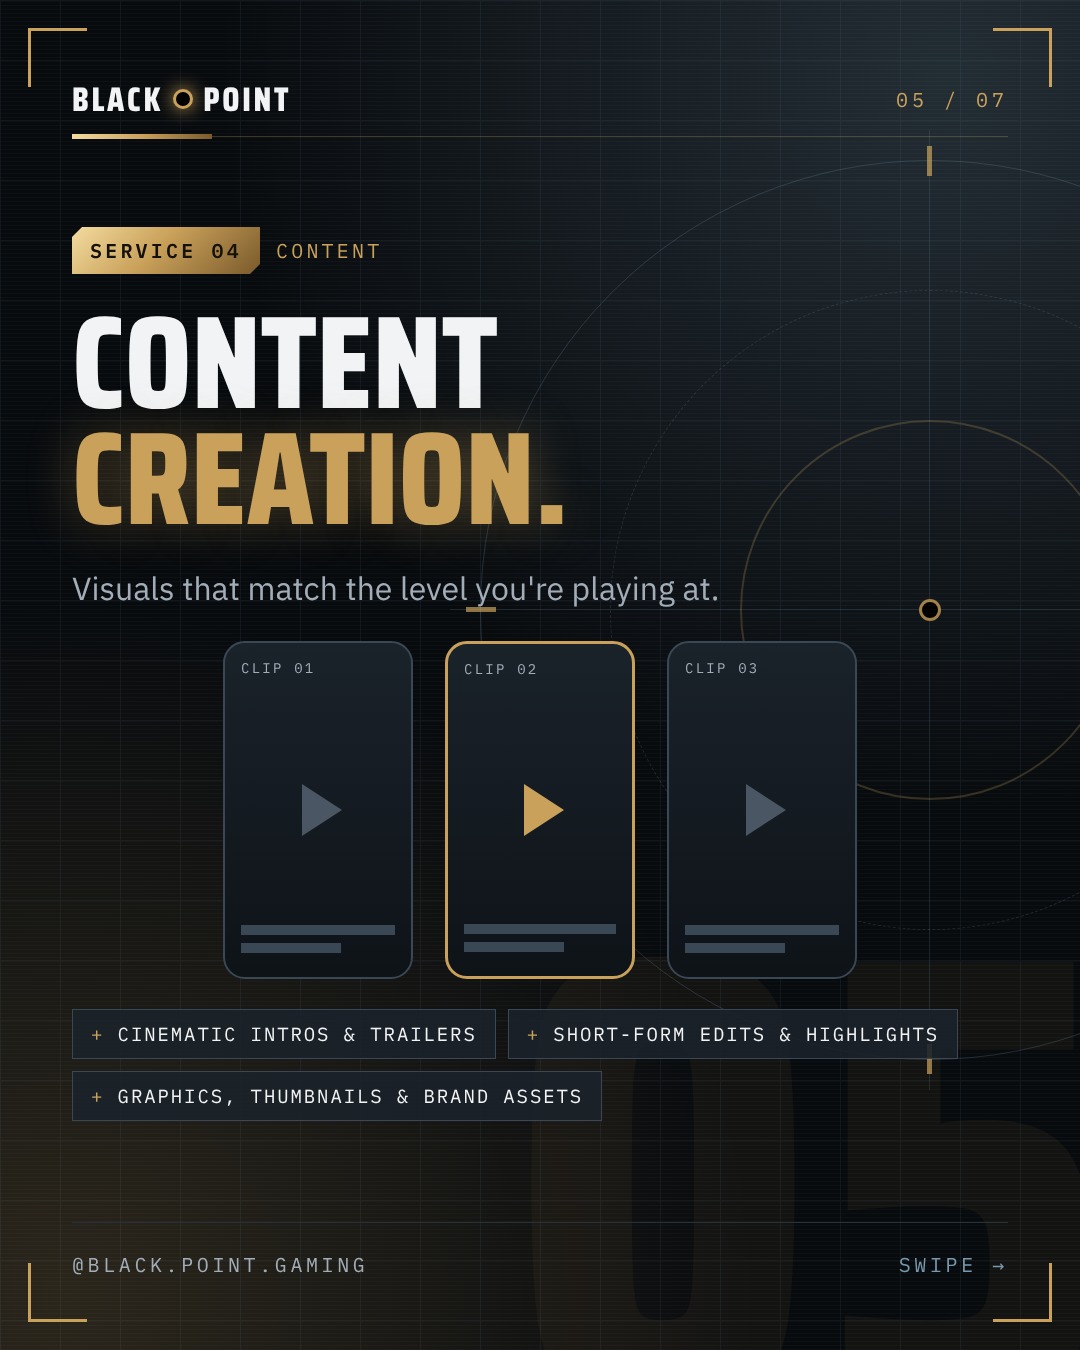 BLACK POINT
05 / 07
SERVICE 04 CONTENT
CONTENT
CREATION.
Visuals that match the level you're playing at.
CLIP 01
CLIP 02
CLIP 03
+ CINEMATIC INTROS & TRAILERS
+ SHORT-FORM EDITS & HIGHLIGHTS
+ GRAPHICS, THUMBNAILS & BRAND ASSETS
05
@BLACK.POINT.GAMING
SWIPE →